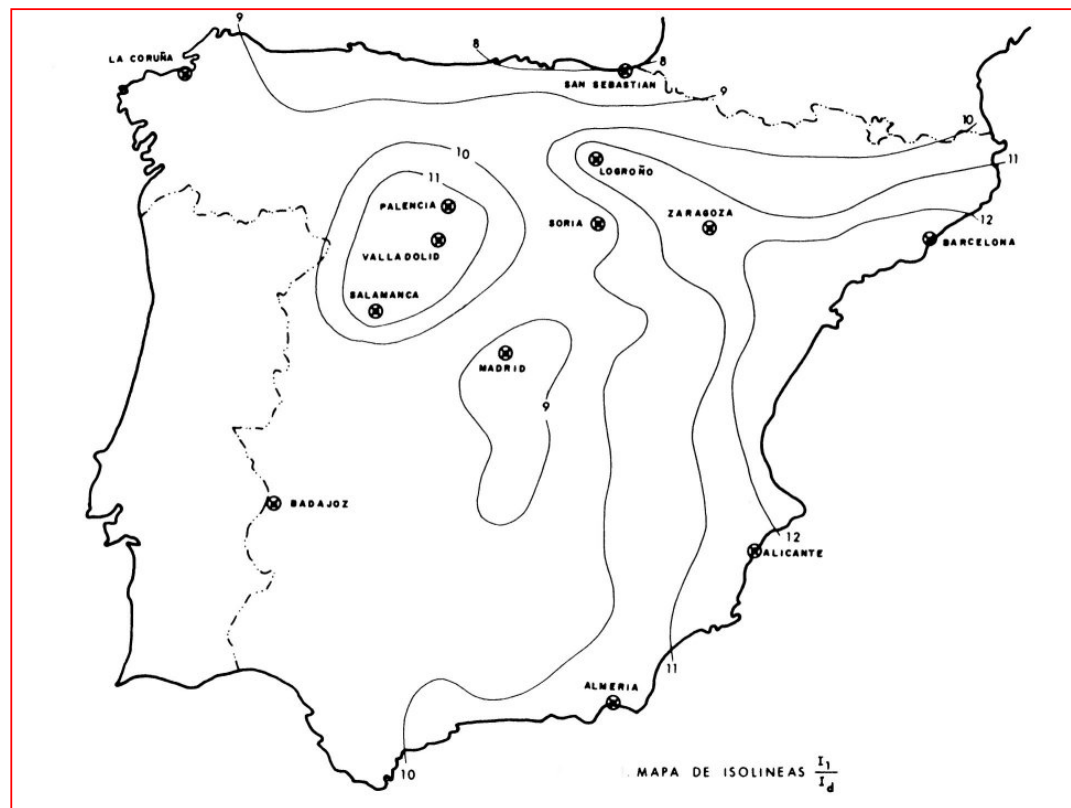 9
8
LA CORUÑA
8
SAN SEBASTIAN
9
10
10
11
LOGROÑO
11
PALENCIA
SORIA
ZARAGOZA
12
BARCELONA
VALLADOLID
SALAMANCA
MADRID
9
BADAJOZ
12
ALICANTE
11
ALMERIA
10
MAPA DE ISOLINEAS I1/Id